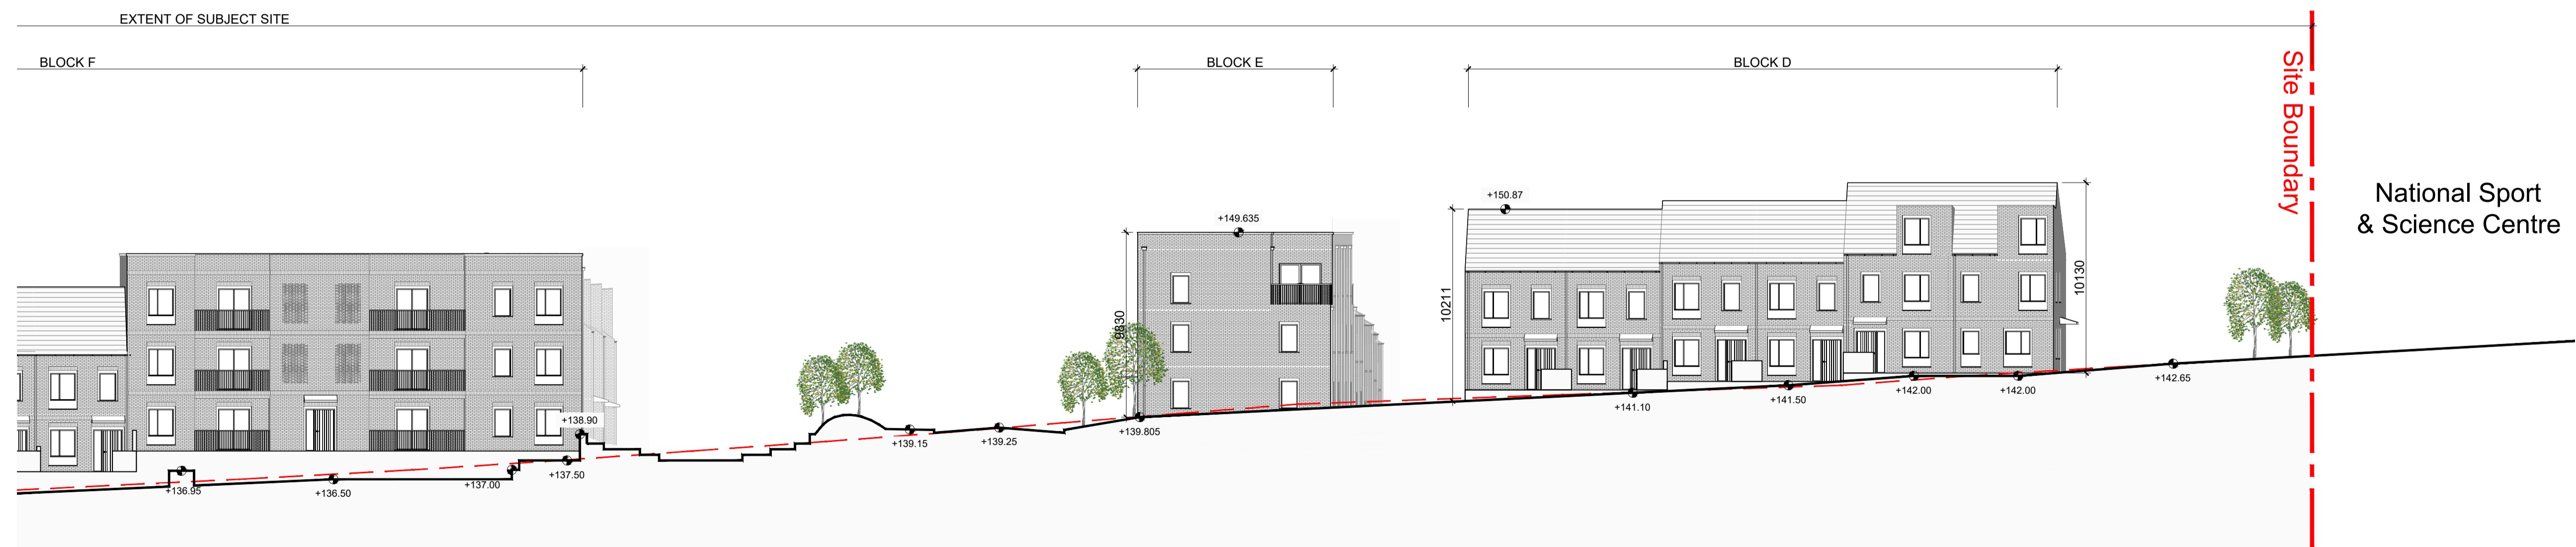 EXTENT OF SUBJECT SITE
BLOCK F
BLOCK E
BLOCK D
Site Boundary
National Sport
& Science Centre
+150.87
+149.635
10211
10130
9830
+138.90
+139.15
+139.25
+139.805
+141.10
+141.50
+142.00
+142.00
+142.65
+136.95
+136.50
+137.00
+137.50